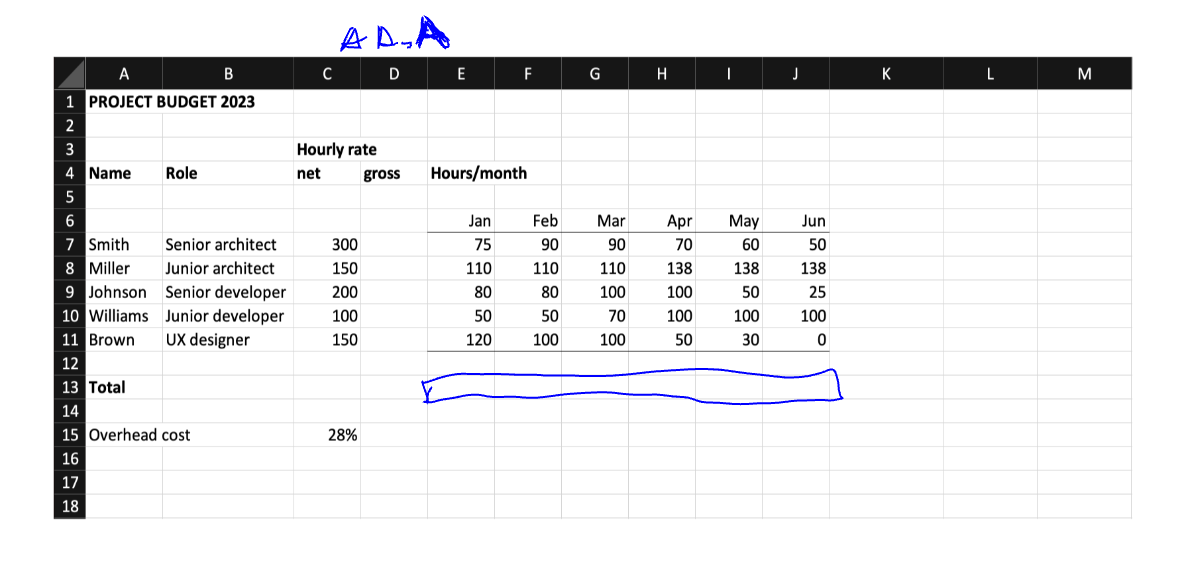 A B C D E F G H I J K L M
1 PROJECT BUDGET 2023
2
3 Hourly rate
4 Name Role net gross Hours/month
5
6 Jan Feb Mar Apr May Jun
7 Smith Senior architect 300 75 90 90 70 60 50
8 Miller Junior architect 150 110 110 110 138 138 138
9 Johnson Senior developer 200 80 80 100 100 50 25
10 Williams Junior developer 100 50 50 70 100 100 100
11 Brown UX designer 150 120 100 100 50 30 0
12
13 Total
14
15 Overhead cost 28%
16
17
18